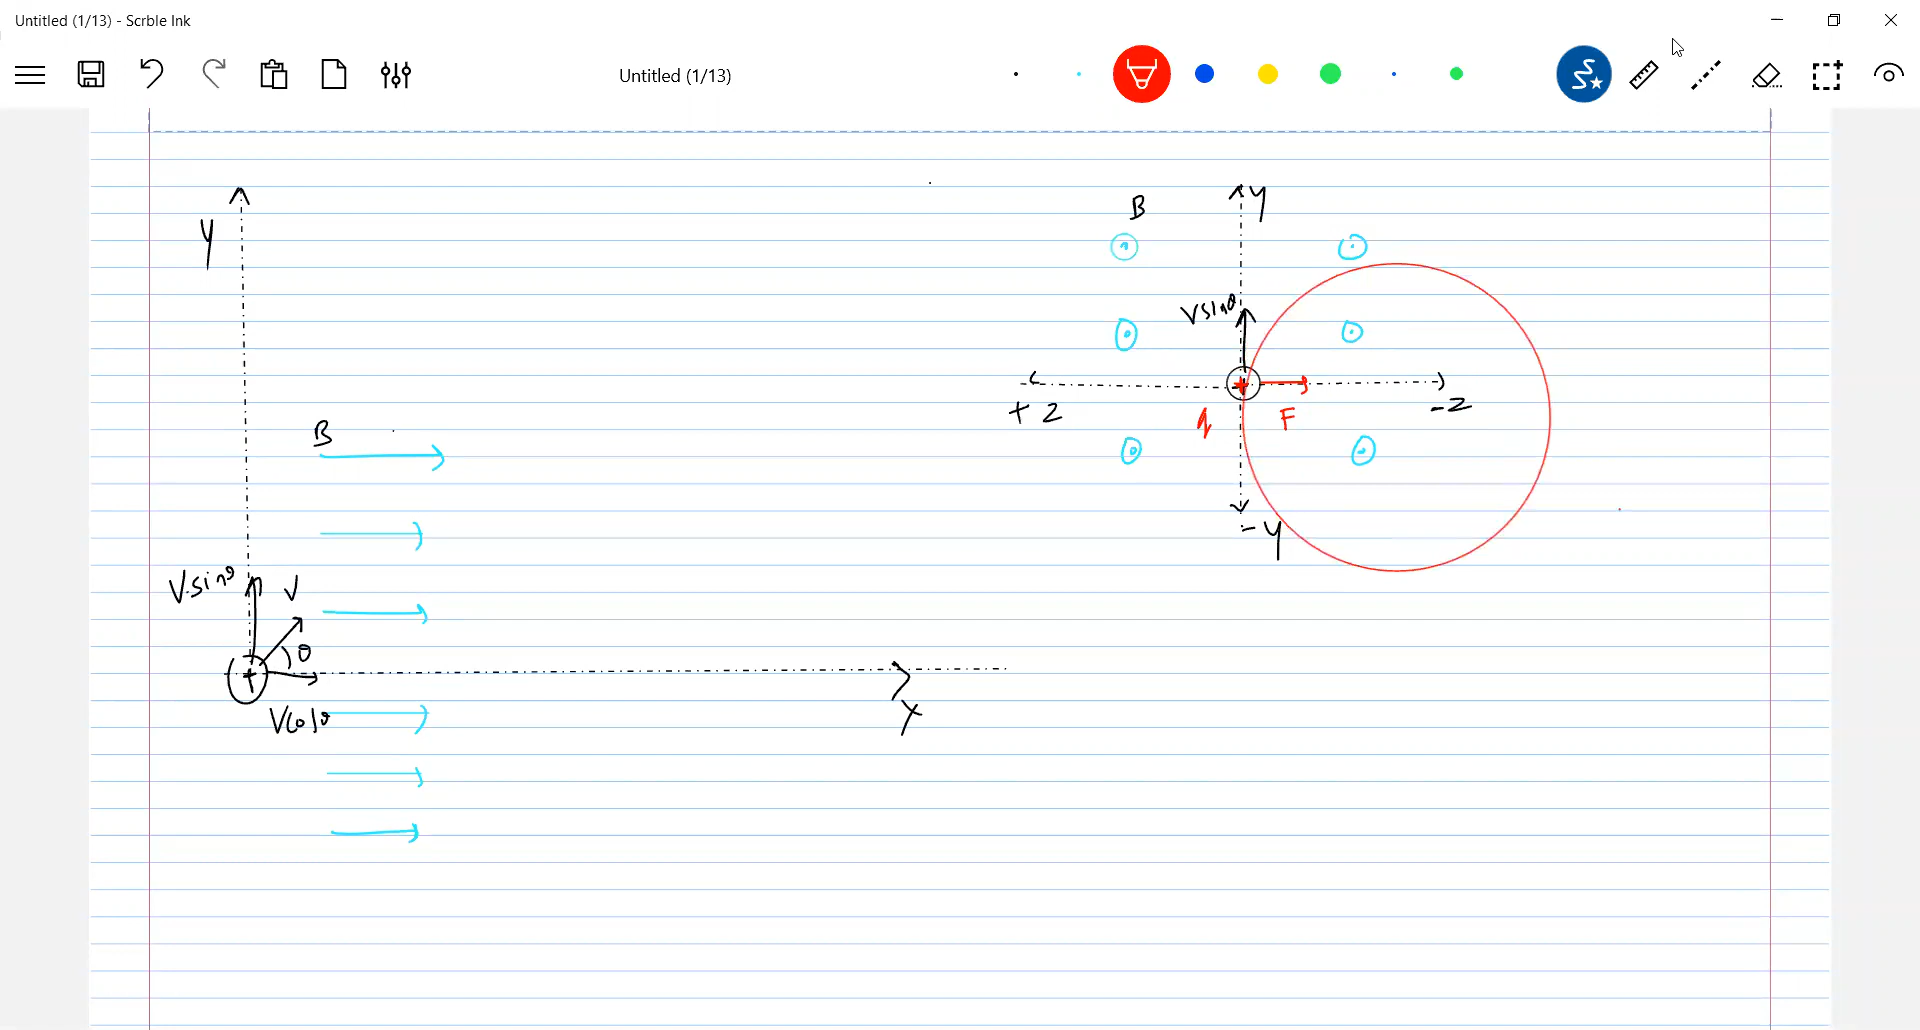 Untitled (1/13) - Scrble Ink
Untitled (1/13)
y
B
V.sinθ
V
θ
Vcosθ
X
B
y
Vsinθ
+ z
- z
q
F
- y